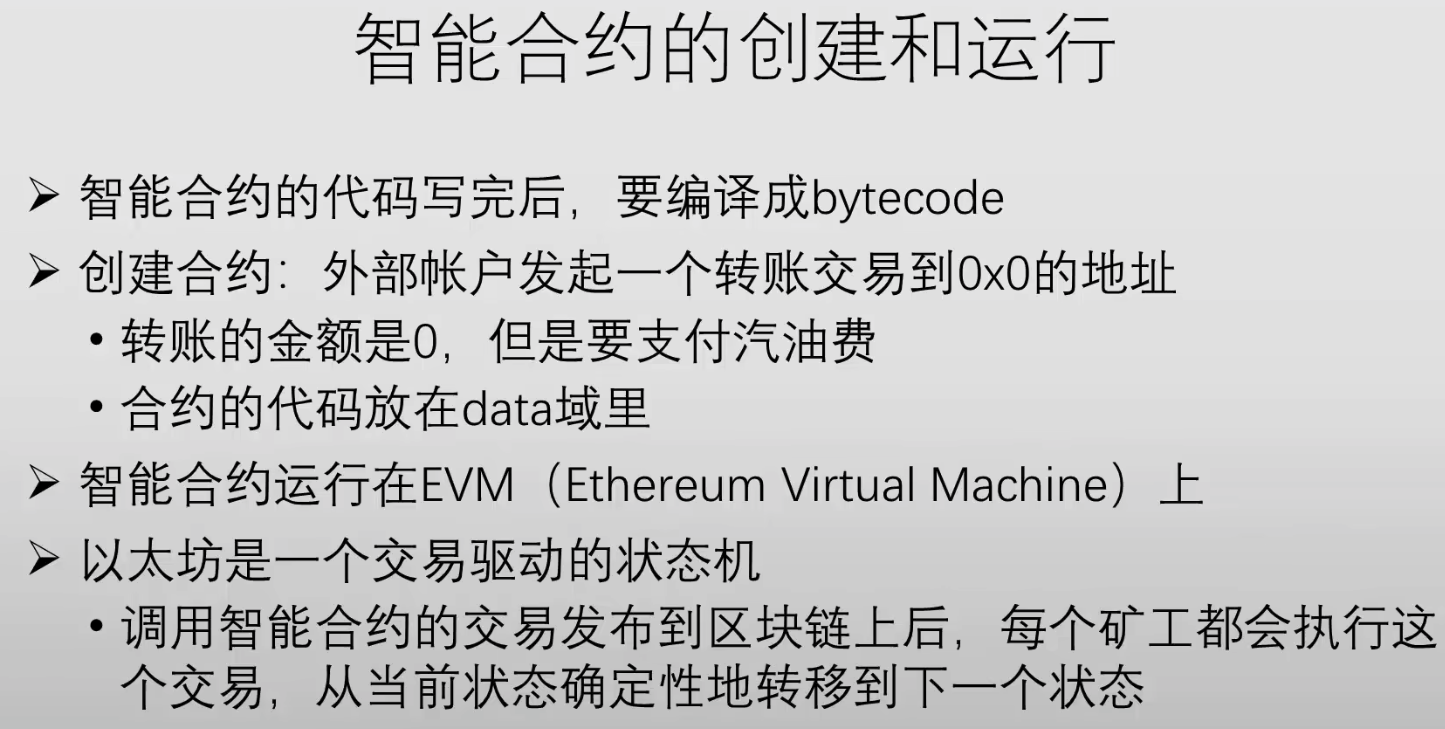 智能合约的创建和运行
➢ 智能合约的代码写完后，要编译成bytecode
➢ 创建合约：外部帐户发起一个转账交易到0x0的地址
• 转账的金额是0，但是要支付汽油费
• 合约的代码放在data域里
➢ 智能合约运行在EVM（Ethereum Virtual Machine）上
➢ 以太坊是一个交易驱动的状态机
• 调用智能合约的交易发布到区块链上后，每个矿工都会执行这
个交易，从当前状态确定性地转移到下一个状态